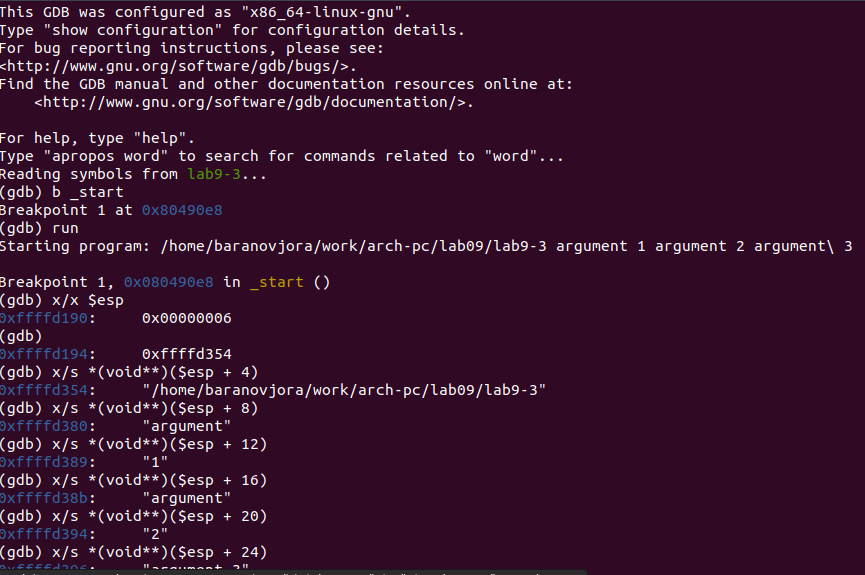 This GDB was configured as "x86_64-linux-gnu".
Type "show configuration" for configuration details.
For bug reporting instructions, please see:
<http://www.gnu.org/software/gdb/bugs/>.
Find the GDB manual and other documentation resources online at:
    <http://www.gnu.org/software/gdb/documentation/>.

For help, type "help".
Type "apropos word" to search for commands related to "word"...
Reading symbols from lab9-3...
(gdb) b _start
Breakpoint 1 at 0x80490e8
(gdb) run
Starting program: /home/baranovjora/work/arch-pc/lab09/lab9-3 argument 1 argument 2 argument\ 3

Breakpoint 1, 0x080490e8 in _start ()
(gdb) x/x $esp
0xffffd190:     0x00000006
(gdb)
0xffffd194:     0xffffd354
(gdb) x/s *(void**)($esp + 4)
0xffffd354:     "/home/baranovjora/work/arch-pc/lab09/lab9-3"
(gdb) x/s *(void**)($esp + 8)
0xffffd380:     "argument"
(gdb) x/s *(void**)($esp + 12)
0xffffd389:     "1"
(gdb) x/s *(void**)($esp + 16)
0xffffd38b:     "argument"
(gdb) x/s *(void**)($esp + 20)
0xffffd394:     "2"
(gdb) x/s *(void**)($esp + 24)
0xffffd396:     "argument 3"